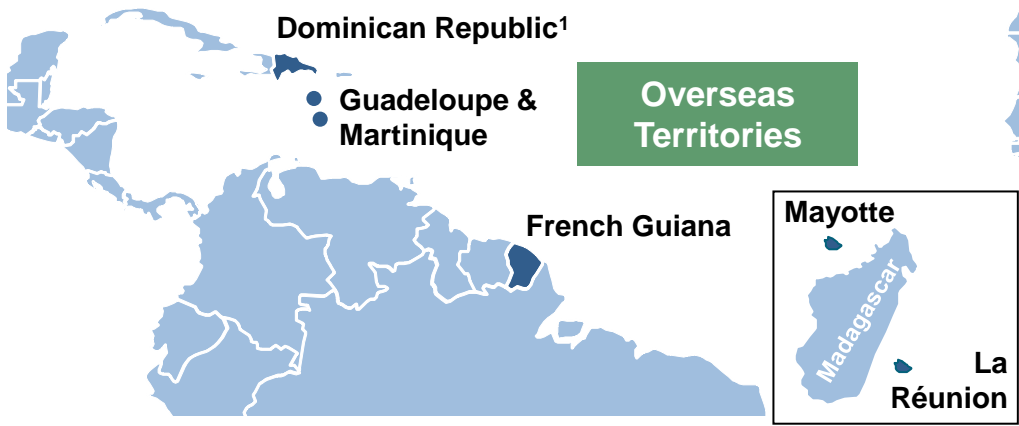 Dominican Republic¹
Guadeloupe &
Martinique
Overseas
Territories
French Guiana
Mayotte
Madagascar
La
Réunion